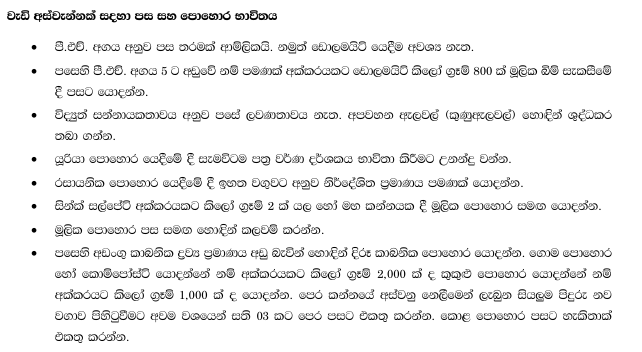 වැඩි අස්වැන්නක් සදහා පස සහ පොහොර භාවිතය
• පී.එච්. අගය අනුව පස තරමක් ආම්ලිකයි. නමුත් ඩොලමයිට් යෙදීම අවශ්‍ය නැත.
• පසෙහි පී.එච්. අගය 5 ට අඩුවේ නම් පමණක් අක්කරයකට ඩොලමයිට් කිලෝ ග්‍රෑම් 800 ක් මූලික බිම් සැකසීමේ
දී පසට යොදන්න.
• විද්‍යුත් සන්නායකතාවය අනුව පසේ ලවණතාවය නැත. අපවහන ඇලවල් (කුණුඇලවල්) හොඳින් ශුද්ධකර
තබා ගන්න.
• යූරියා පොහොර යෙදීමේ දී සැමවිටම පත්‍ර වර්ණ දර්ශකය භාවිතා කිරීමට උනන්දු වන්න.
• රසායනික පොහොර යෙදීමේ දී ඉහත වගුවට අනුව නිර්දේශිත ප්‍රමාණය පමණක් යොදන්න.
• සින්ක් සල්පේට් අක්කරයකට කිලෝ ග්‍රෑම් 2 ක් යල හෝ මහ කන්නයක දී මූලික පොහොර සමඟ යොදන්න.
• මූලික පොහොර පස සමඟ හොඳින් කලවම් කරන්න.
• පසෙහි අඩංගු කාබනික ද්‍රව්‍ය ප්‍රමාණය අඩු බැවින් හොඳින් දිරූ කාබනික පොහොර යොදන්න. ගොම පොහොර
හෝ කොම්පෝස්ට් යොදන්නේ නම් අක්කරයකට කිලෝ ග්‍රෑම් 2,000 ක් ද කුකුළු පොහොර යොදන්නේ නම්
අක්කරයට කිලෝ ග්‍රෑම් 1,000 ක් ද යොදන්න. පෙර කන්නයේ අස්වනු නෙලීමෙන් ලැබුන සියලුම පිදුරු නව
වගාව පිහිටුවීමට අවම වශයෙන් සති 03 කට පෙර පසට එකතු කරන්න. කොළ පොහොර පසට හැකිතාක්
එකතු කරන්න.